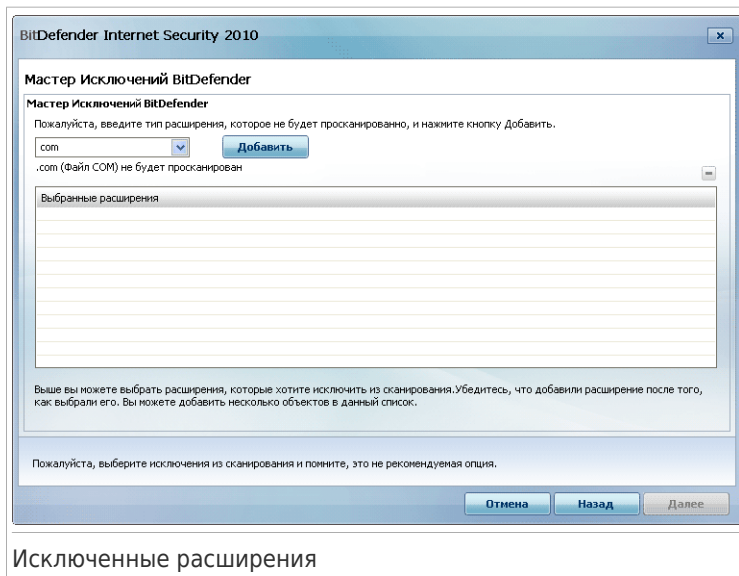 BitDefender Internet Security 2010
Мастер Исключений BitDefender
Мастер Исключений BitDefender
Пожалуйста, введите тип расширения, которое не будет просканированно, и нажмите кнопку Добавить.
com
Добавить
.com (Файл COM) не будет просканирован
Выбранные расширения
Выше вы можете выбрать расширения, которые хотите исключить из сканирования.Убедитесь, что добавили расширение после того,
как выбрали его. Вы можете добавить несколько объектов в данный список.
Пожалуйста, выберите исключения из сканирования и помните, это не рекомендуемая опция.
Отмена
Назад
Далее
Исключенные расширения